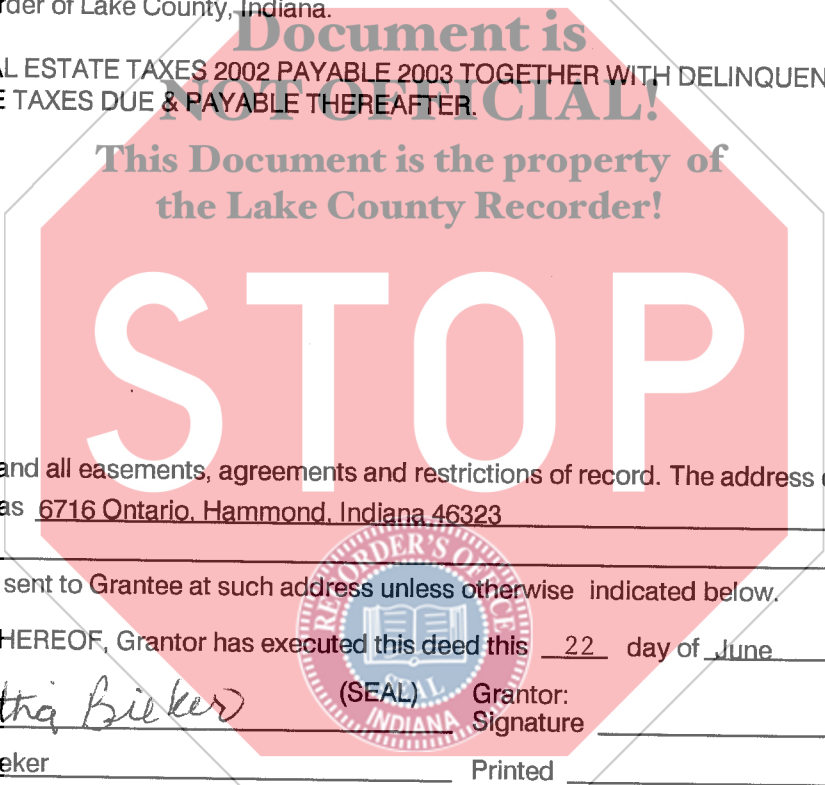 rder of Lake County, Indiana.
Document is
AL ESTATE TAXES 2002 PAYABLE 2003 TOGETHER WITH DELINQUEN
NOT OFFICIAL!
E TAXES DUE & PAYABLE THEREAFTER.
This Document is the property of
the Lake County Recorder!
STOP
and all easements, agreements and restrictions of record. The address
as 6716 Ontario, Hammond, Indiana 46323
sent to Grantee at such address unless otherwise indicated below.
HEREOF, Grantor has executed this deed this 22 day of June
RECORDER'S OFFICE
SEAL
INDIANA
tha Bieker (SEAL) Grantor:
Signature
eker Printed